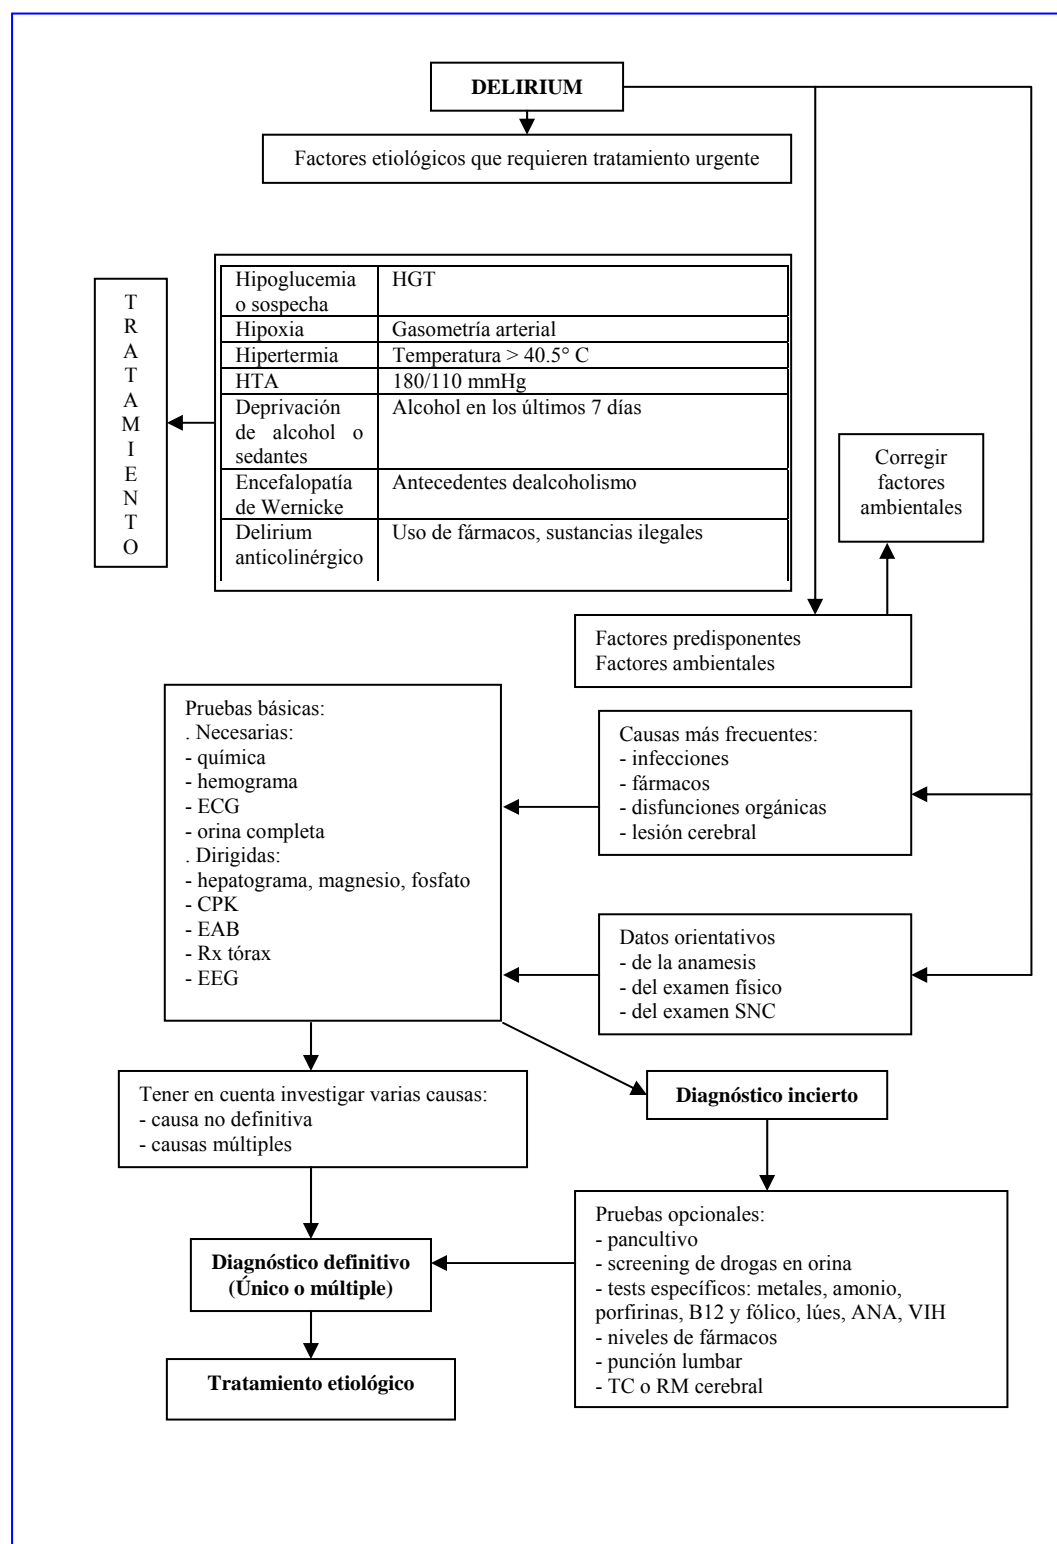 DELIRIUM
Factores etiológicos que requieren tratamiento urgente
TRATAMIENTO
Hipoglucemia HGT
o sospecha
Hipoxia Gasometría arterial
Hipertermia Temperatura > 40.5° C
HTA 180/110 mmHg
Deprivación Alcohol en los últimos 7 días
de alcohol o
sedantes
Encefalopatía Antecedentes dealcoholismo
de Wernicke
Delirium Uso de fármacos, sustancias ilegales
anticolinérgico
Corregir
factores
ambientales
Factores predisponentes
Factores ambientales
Pruebas básicas:
. Necesarias:
- química
- hemograma
- ECG
- orina completa
. Dirigidas:
- hepatograma, magnesio, fosfato
- CPK
- EAB
- Rx tórax
- EEG
Causas más frecuentes:
- infecciones
- fármacos
- disfunciones orgánicas
- lesión cerebral
Datos orientativos
- de la anamesis
- del examen físico
- del examen SNC
Tener en cuenta investigar varias causas:
- causa no definitiva
- causas múltiples
Diagnóstico incierto
Pruebas opcionales:
- pancultivo
- screening de drogas en orina
- tests específicos: metales, amonio,
porfirinas, B12 y fólico, lúes, ANA, VIH
- niveles de fármacos
- punción lumbar
- TC o RM cerebral
Diagnóstico definitivo
(Único o múltiple)
Tratamiento etiológico